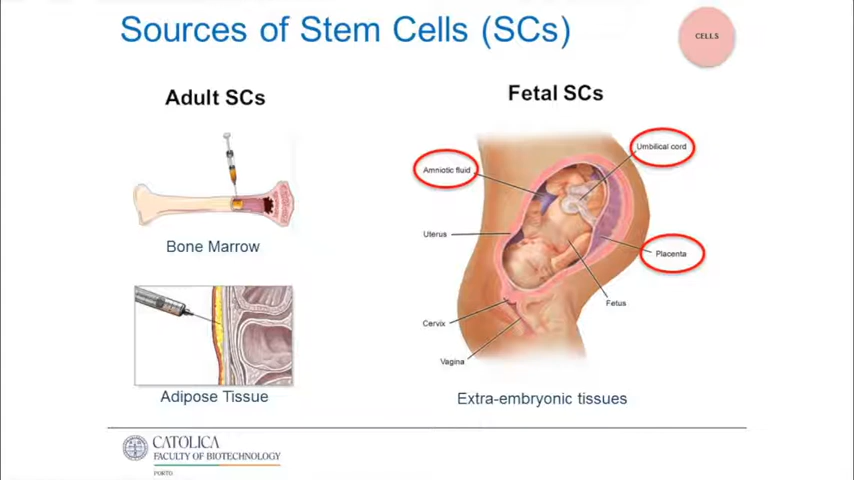 Sources of Stem Cells (SCs)
CELLS
Adult SCs
Bone Marrow
Adipose Tissue
Fetal SCs
Umbilical cord
Amniotic fluid
Uterus
Placenta
Fetus
Cervix
Vagina
Extra-embryonic tissues
CATOLICA
FACULTY OF BIOTECHNOLOGY
PORTO